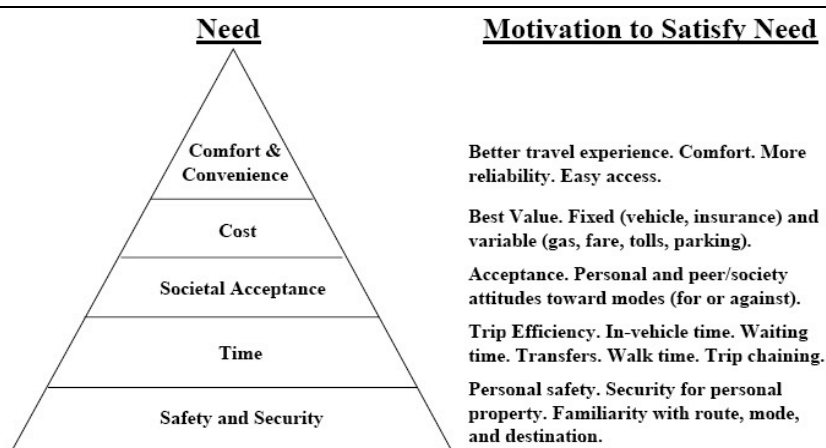 Need
Motivation to Satisfy Need
Comfort &
Convenience
Better travel experience. Comfort. More
reliability. Easy access.
Cost
Best Value. Fixed (vehicle, insurance) and
variable (gas, fare, tolls, parking).
Societal Acceptance
Acceptance. Personal and peer/society
attitudes toward modes (for or against).
Time
Trip Efficiency. In-vehicle time. Waiting
time. Transfers. Walk time. Trip chaining.
Safety and Security
Personal safety. Security for personal
property. Familiarity with route, mode,
and destination.